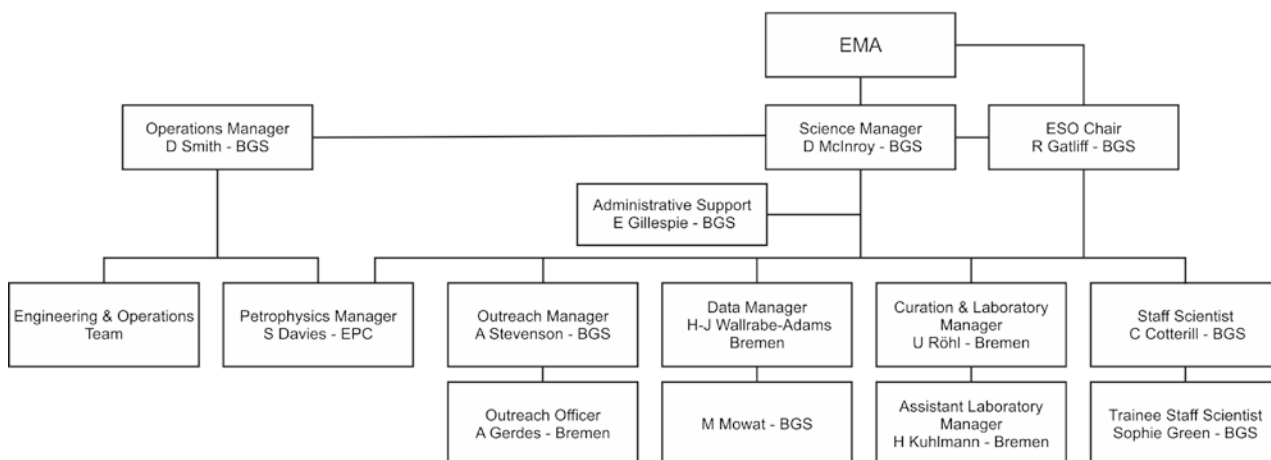 EMA
Operations Manager
D Smith - BGS
Science Manager
D McInroy - BGS
ESO Chair
R Gatliff - BGS
Administrative Support
E Gillespie - BGS
Engineering & Operations
Team
Petrophysics Manager
S Davies - EPC
Outreach Manager
A Stevenson - BGS
Data Manager
H-J Wallrabe-Adams
Bremen
Curation & Laboratory
Manager
U Röhl - Bremen
Staff Scientist
C Cotterill - BGS
Outreach Officer
A Gerdes - Bremen
M Mowat - BGS
Assistant Laboratory
Manager
H Kuhlmann - Bremen
Trainee Staff Scientist
Sophie Green - BGS